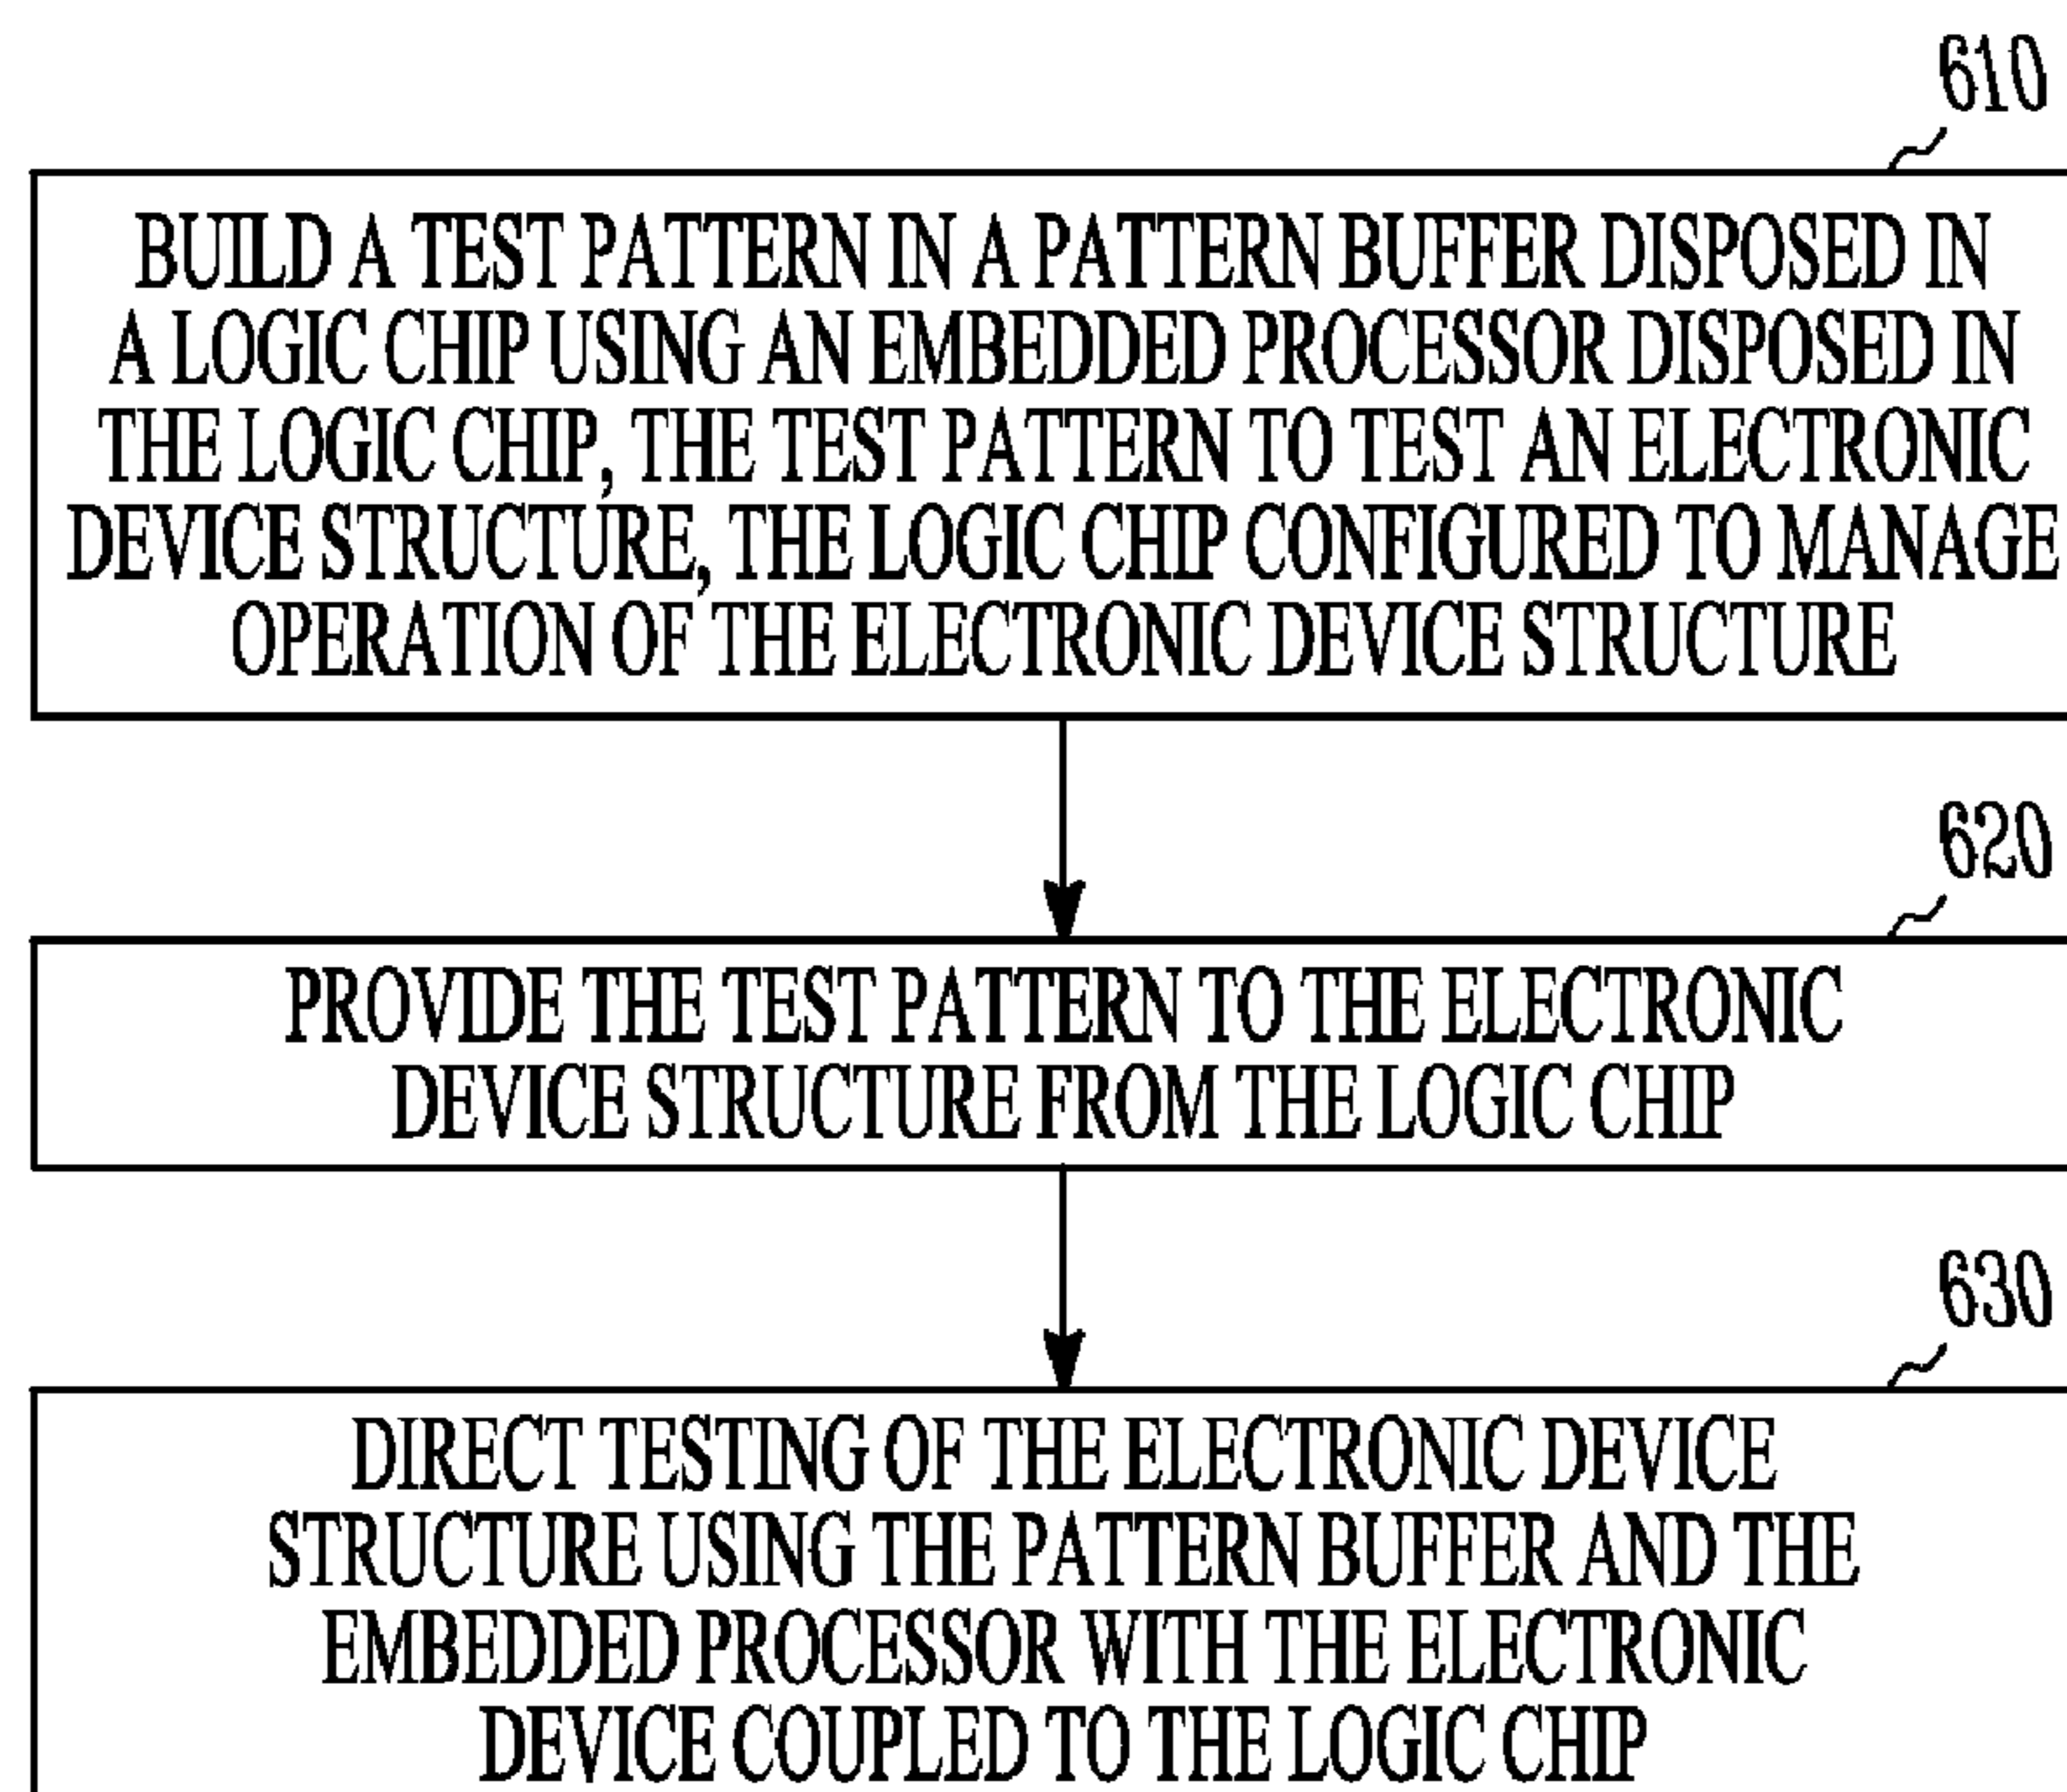 610
BUILD A TEST PATTERN IN A PATTERN BUFFER DISPOSED IN
A LOGIC CHIP USING AN EMBEDDED PROCESSOR DISPOSED IN
THE LOGIC CHIP, THE TEST PATTERN TO TEST AN ELECTRONIC
DEVICE STRUCTURE, THE LOGIC CHIP CONFIGURED TO MANAGE
OPERATION OF THE ELECTRONIC DEVICE STRUCTURE
620
PROVIDE THE TEST PATTERN TO THE ELECTRONIC
DEVICE STRUCTURE FROM THE LOGIC CHIP
630
DIRECT TESTING OF THE ELECTRONIC DEVICE
STRUCTURE USING THE PATTERN BUFFER AND THE
EMBEDDED PROCESSOR WITH THE ELECTRONIC
DEVICE COUPLED TO THE LOGIC CHIP